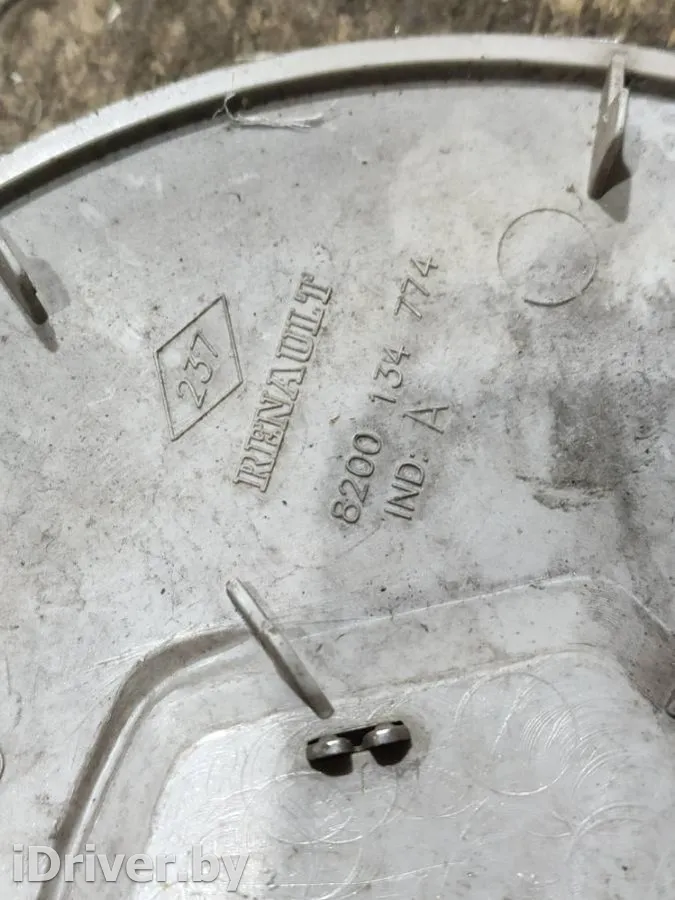 237
RENAULT
8200 134 774
IND: A
iDriver.by